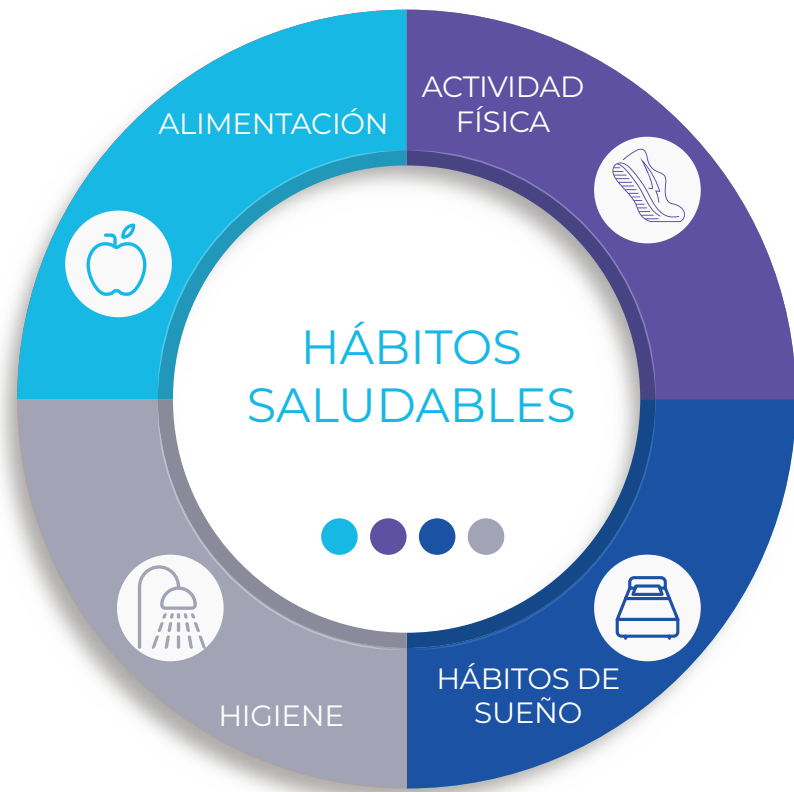 ALIMENTACIÓN
ACTIVIDAD
FÍSICA
HÁBITOS
SALUDABLES
HIGIENE
HÁBITOS DE
SUEÑO